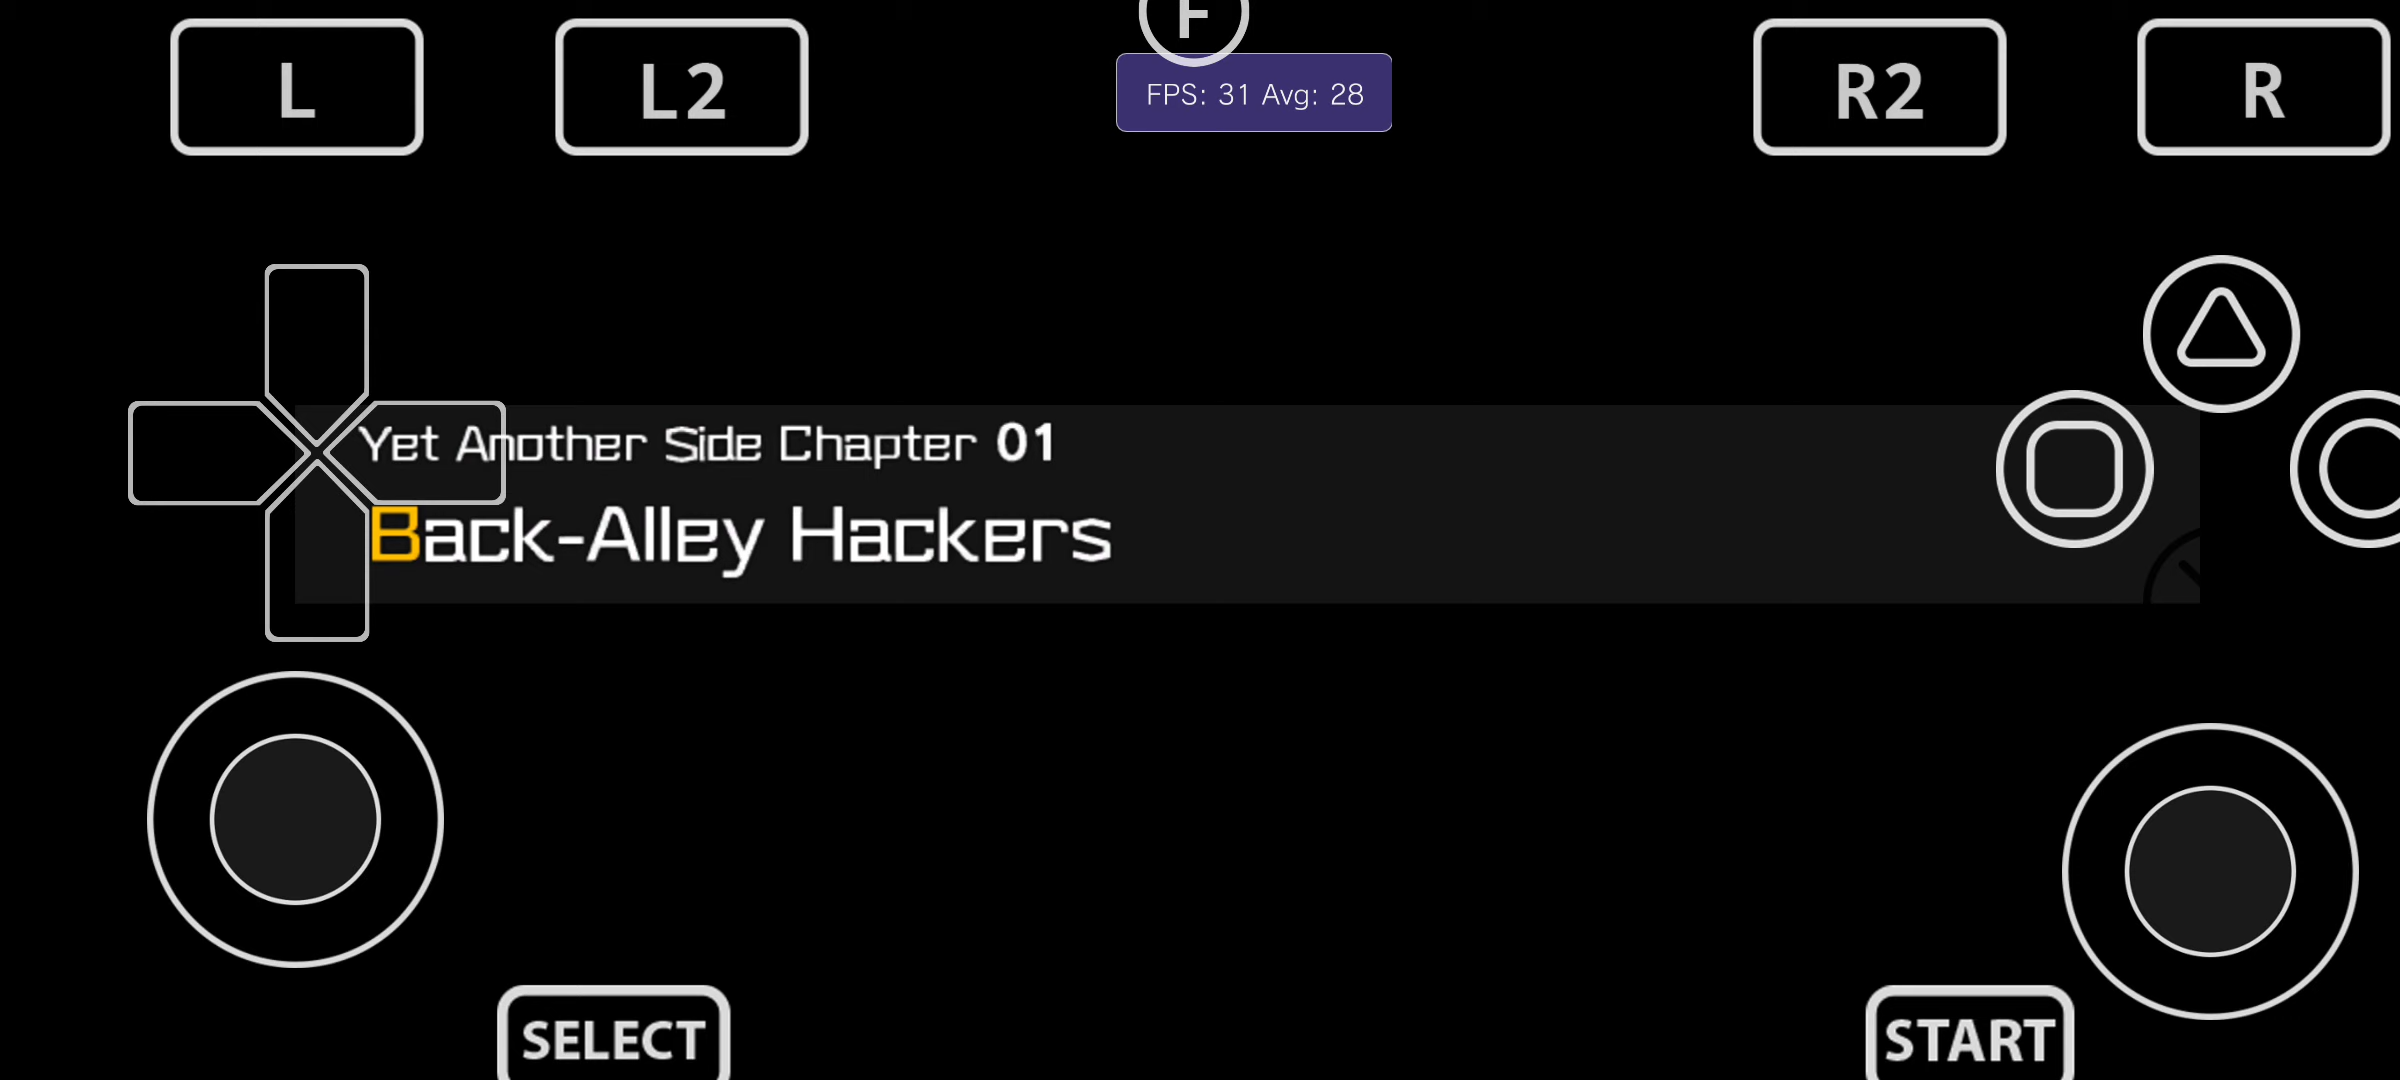 F
L
L2
FPS: 31 Avg: 28
R2
R
Yet Another Side Chapter 01
Back-Alley Hackers
SELECT
START